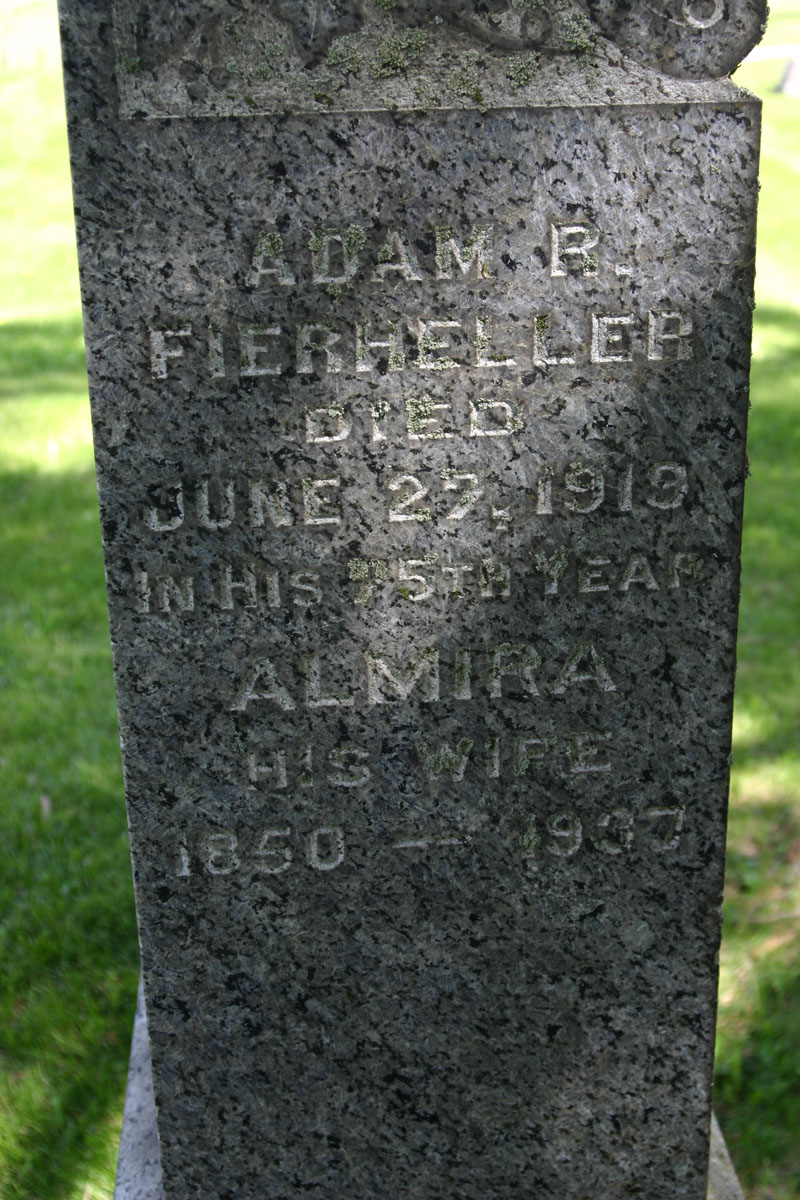 ADAM R.
FIERHELLER
DIED
JUNE 27, 1919
IN HIS 75TH YEAR
ALMIRA
HIS WIFE
1850 — 1937